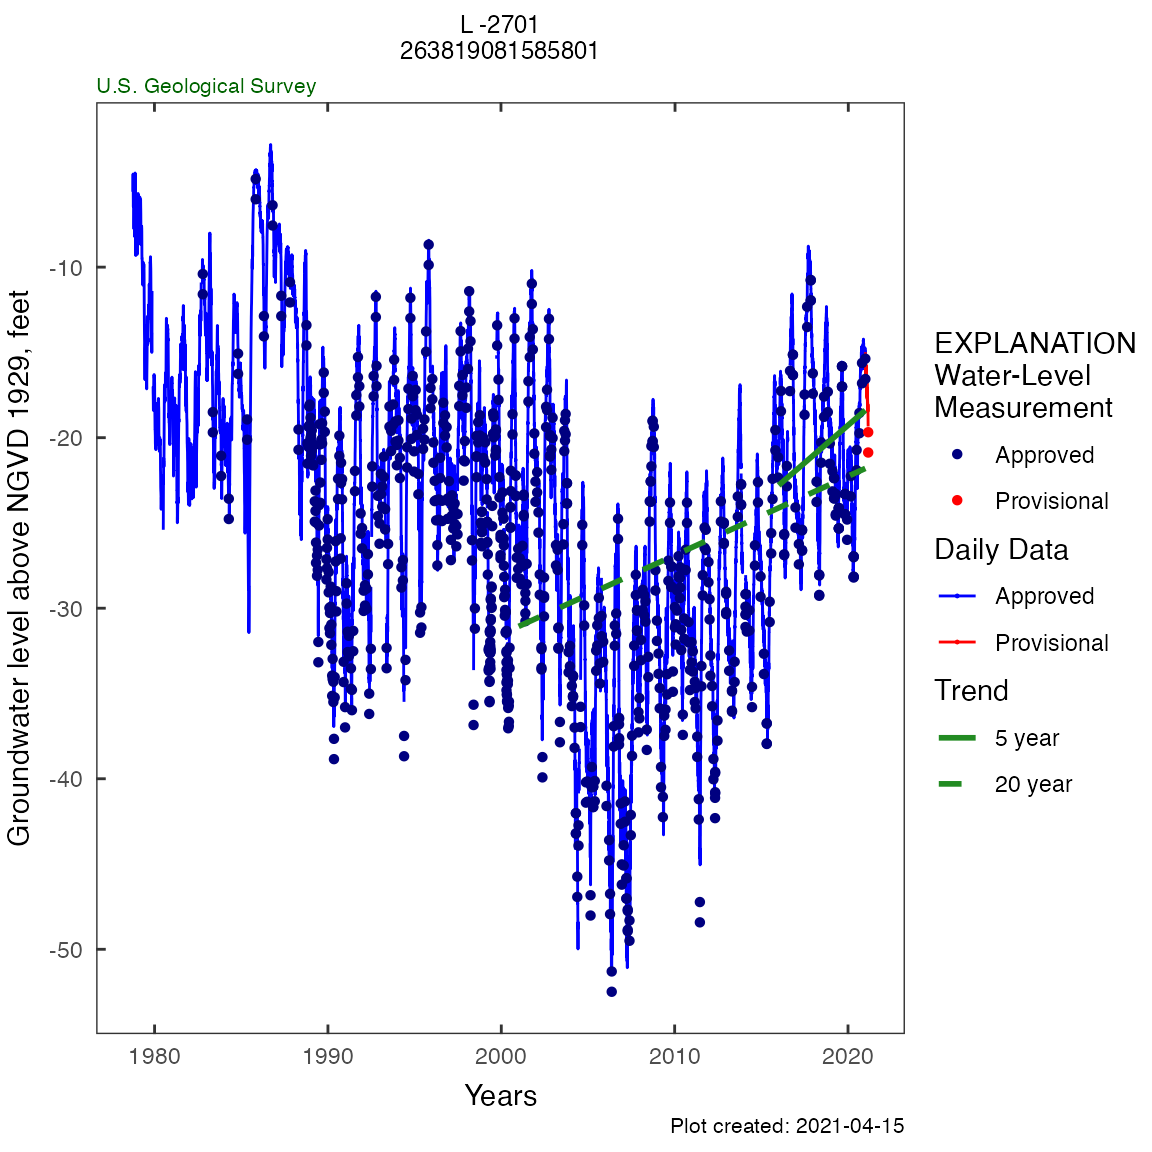 L -2701
263819081585801
U.S. Geological Survey
Groundwater level above NGVD 1929, feet
-10
-20
-30
-40
-50
1980
1990
2000
2010
2020
Years
EXPLANATION
Water-Level
Measurement
Approved
Provisional
Daily Data
Approved
Provisional
Trend
5 year
20 year
Plot created: 2021-04-15